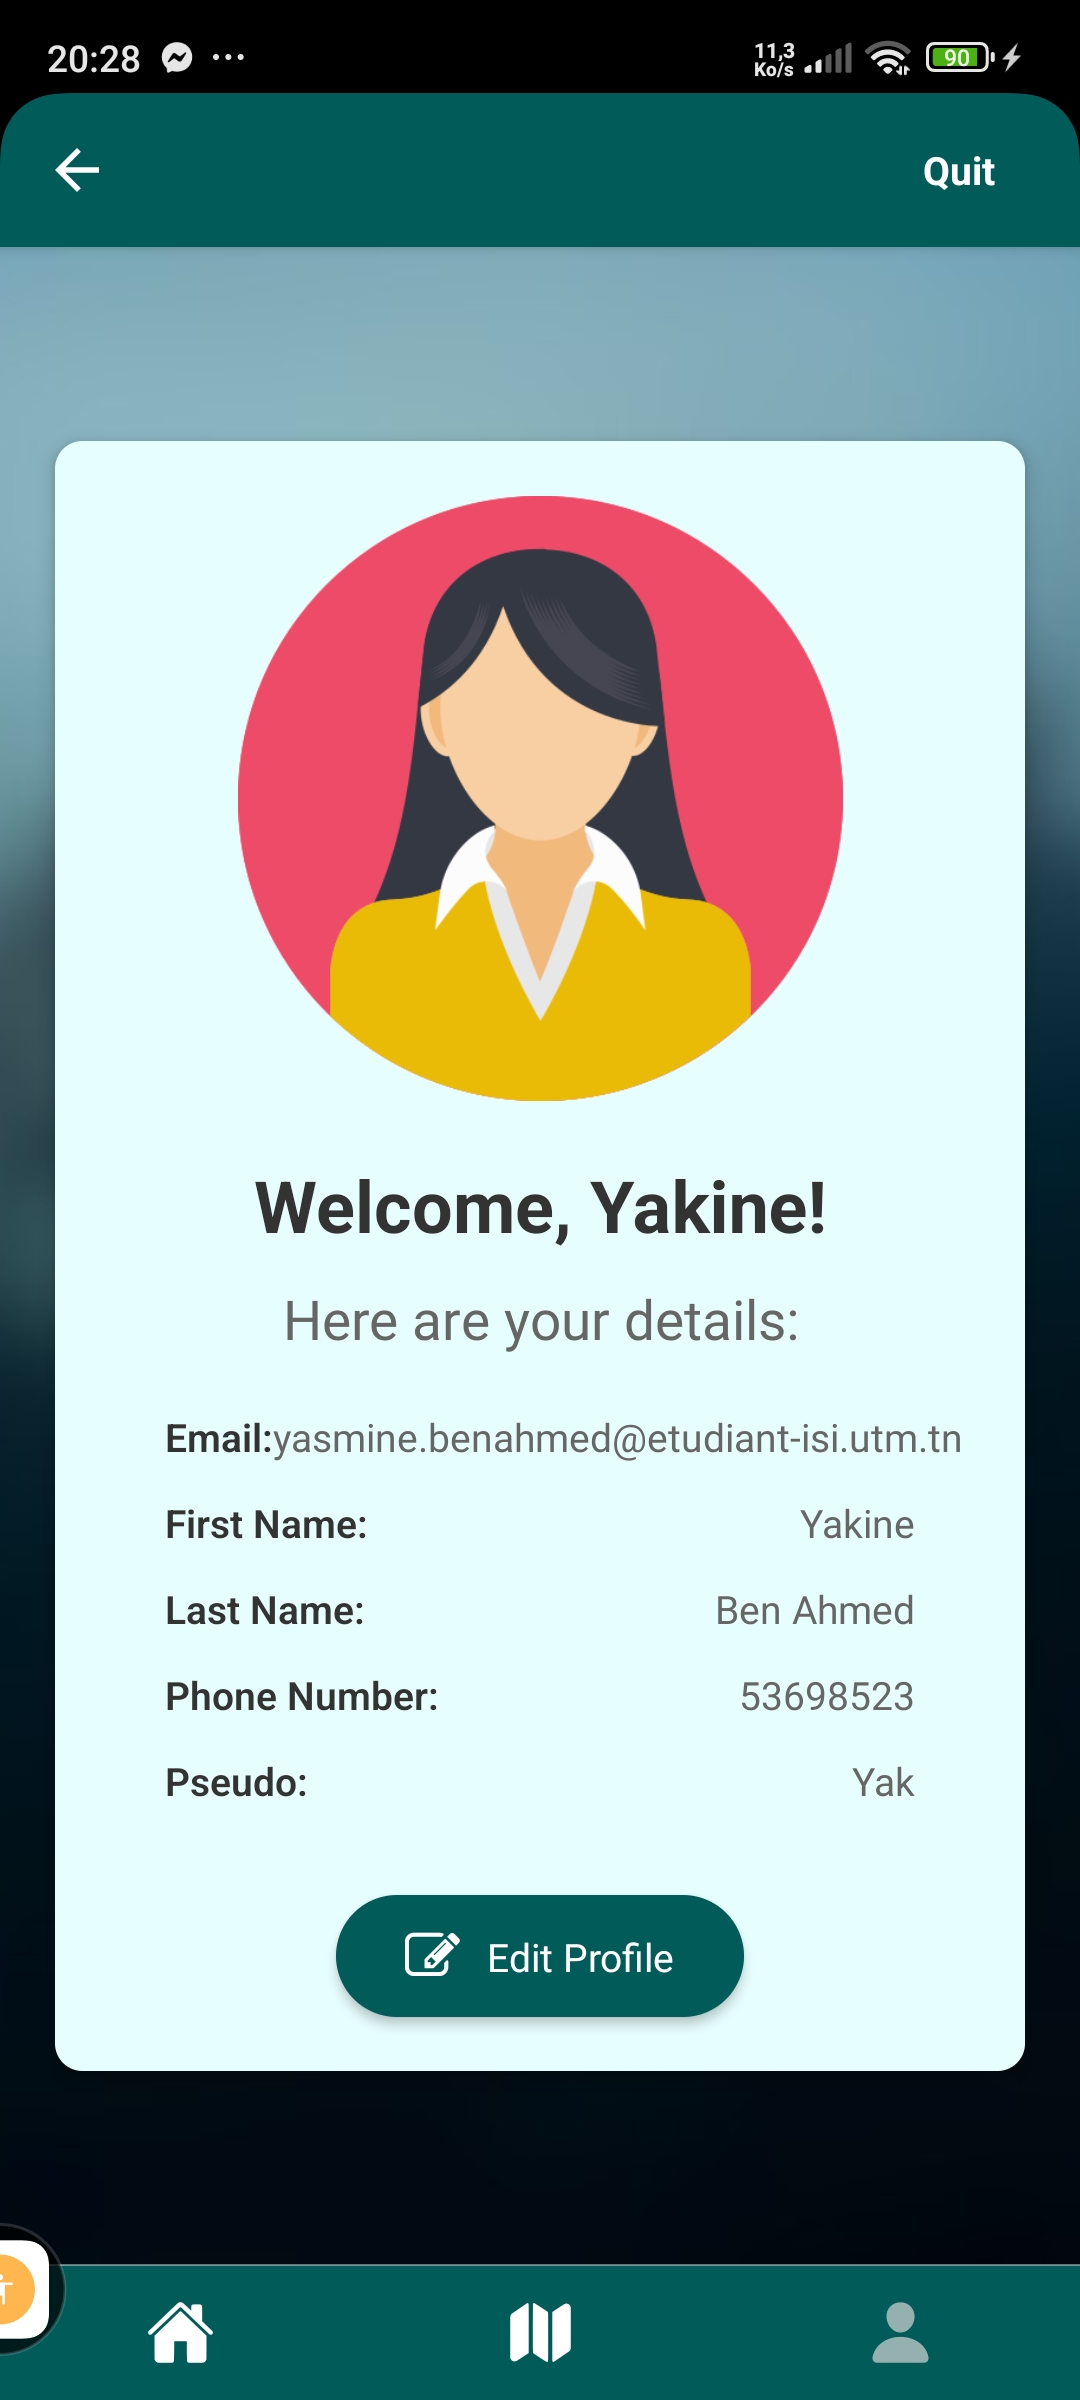 20:28 ... 11,3 Ko/s 90
Quit
Welcome, Yakine!
Here are your details:
Email:yasmine.benahmed@etudiant-isi.utm.tn
First Name: Yakine
Last Name: Ben Ahmed
Phone Number: 53698523
Pseudo: Yak
Edit Profile